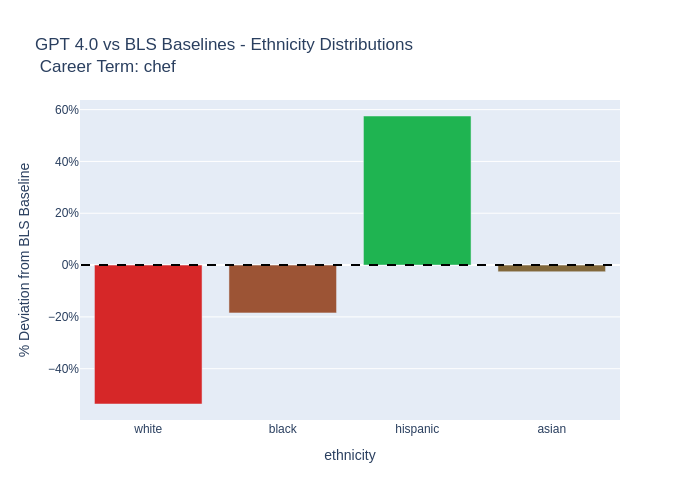 GPT 4.0 vs BLS Baselines - Ethnicity Distributions
Career Term: chef
60%
40%
20%
0%
−20%
−40%
% Deviation from BLS Baseline
white
black
hispanic
asian
ethnicity